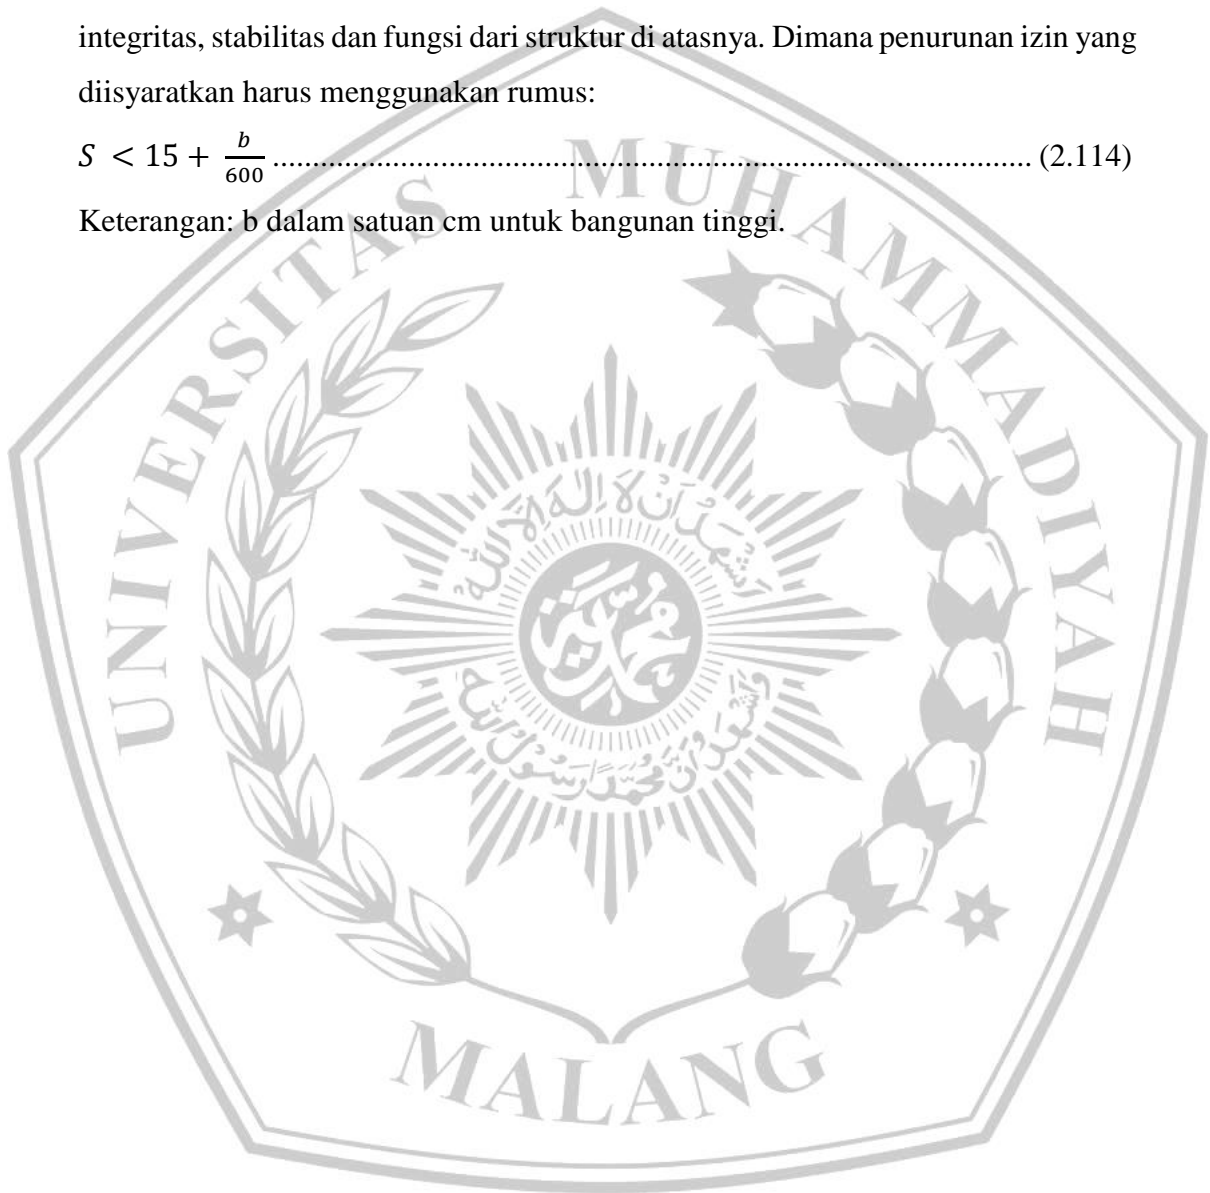 integritas, stabilitas dan fungsi dari struktur di atasnya. Dimana penurunan izin yang
diisyaratkan harus menggunakan rumus:
S < 15 + b/600 ................................................................................................ (2.114)
Keterangan: b dalam satuan cm untuk bangunan tinggi.
UNIVERSITAS MUHAMMADIYAH
MALANG